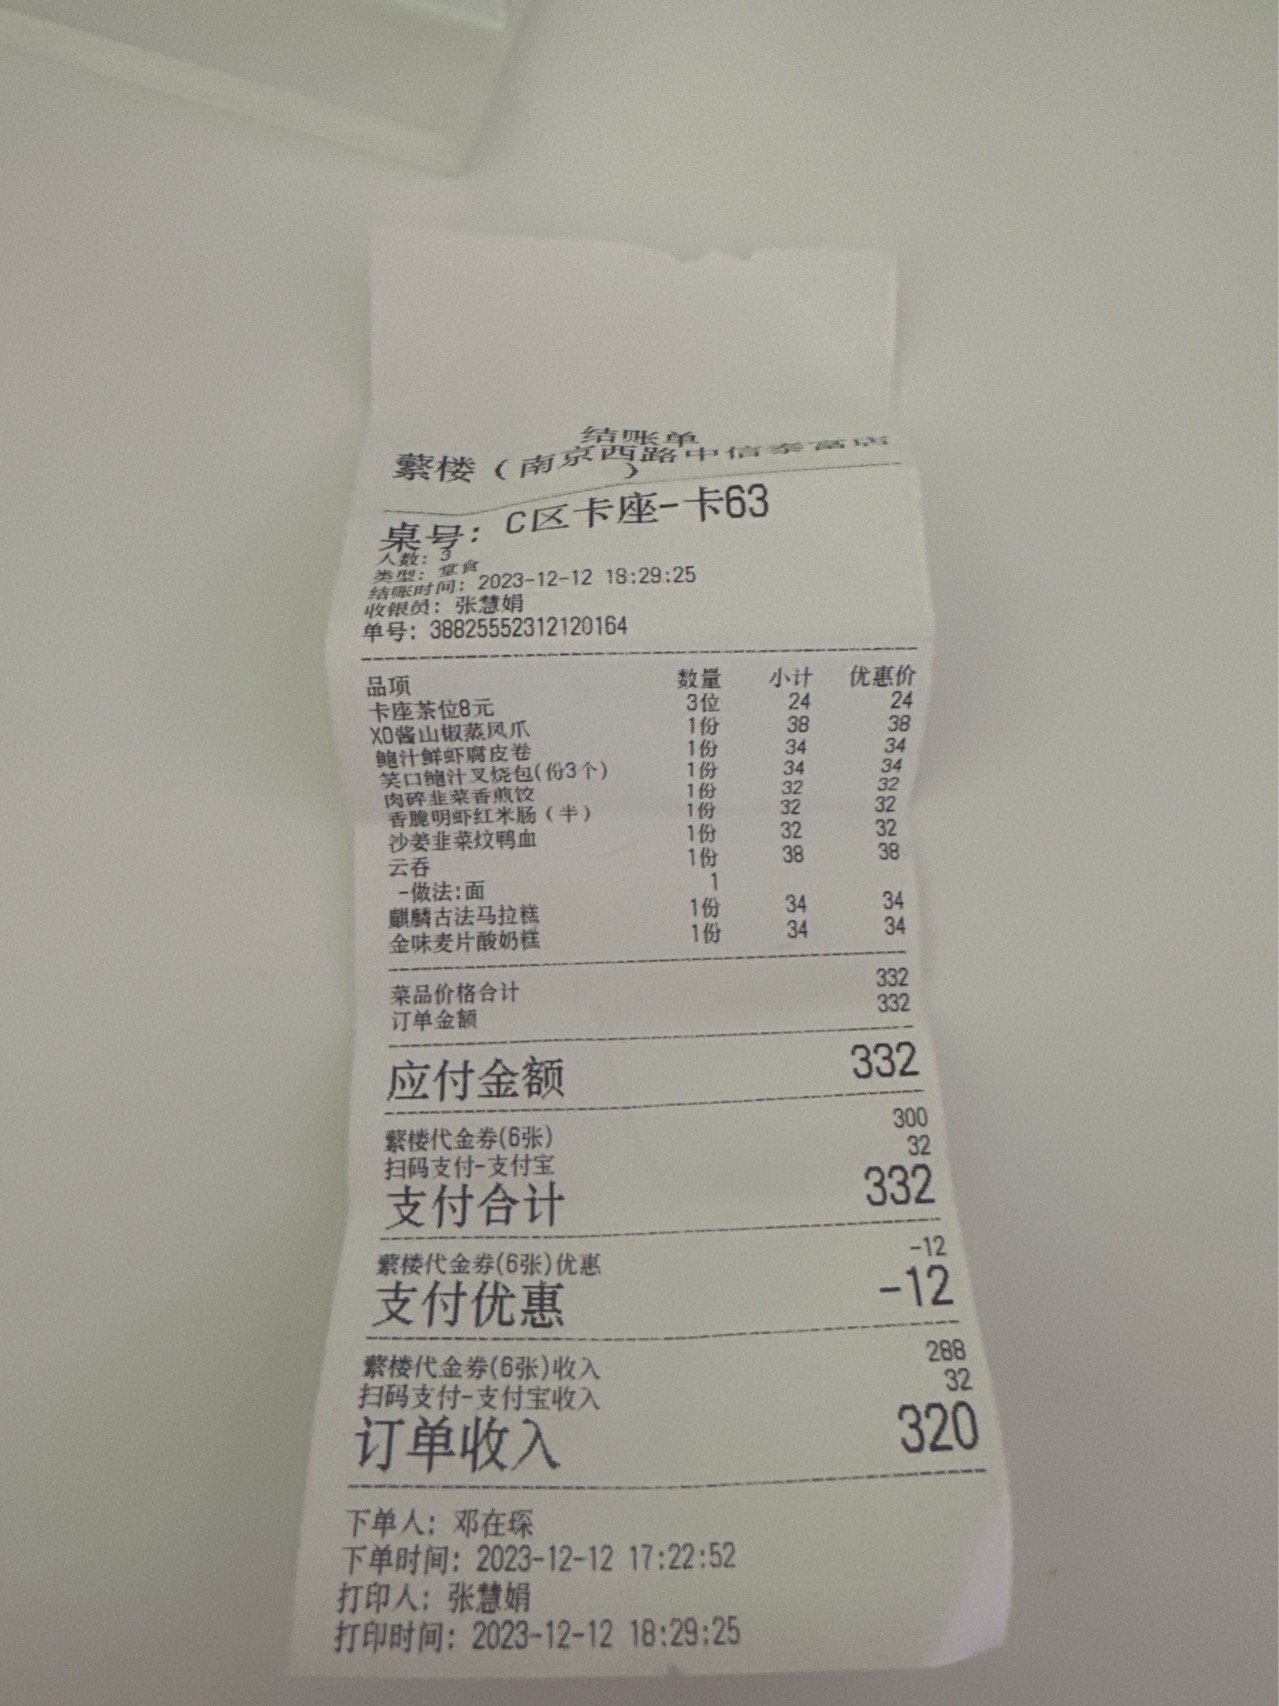 结账单
蘩楼（南京西路中信泰富店
）
桌号：C区卡座-卡63
人数：3
类型：堂食
结账时间：2023-12-12 18:29:25
收银员：张慧娟
单号：38825552312120164
品项 数量 小计 优惠价
卡座茶位8元 3位 24 24
XO酱山椒蒸凤爪 1份 38 38
鲍汁鲜虾腐皮卷 1份 34 34
笑口鲍汁叉烧包(份3个) 1份 34 34
肉碎韭菜香煎饺 1份 32 32
香脆明虾红米肠（半） 1份 32 32
沙姜韭菜炆鸭血 1份 32 32
云吞 1份 38 38
-做法:面 1
麒麟古法马拉糕 1份 34 34
金味麦片酸奶糕 1份 34 34
菜品价格合计 332
订单金额 332
应付金额 332
蘩楼代金券(6张) 300
扫码支付-支付宝 32
支付合计 332
蘩楼代金券(6张)优惠 -12
支付优惠 -12
蘩楼代金券(6张)收入 288
扫码支付-支付宝收入 32
订单收入 320
下单人：邓在琛
下单时间：2023-12-12 17:22:52
打印人：张慧娟
打印时间：2023-12-12 18:29:25